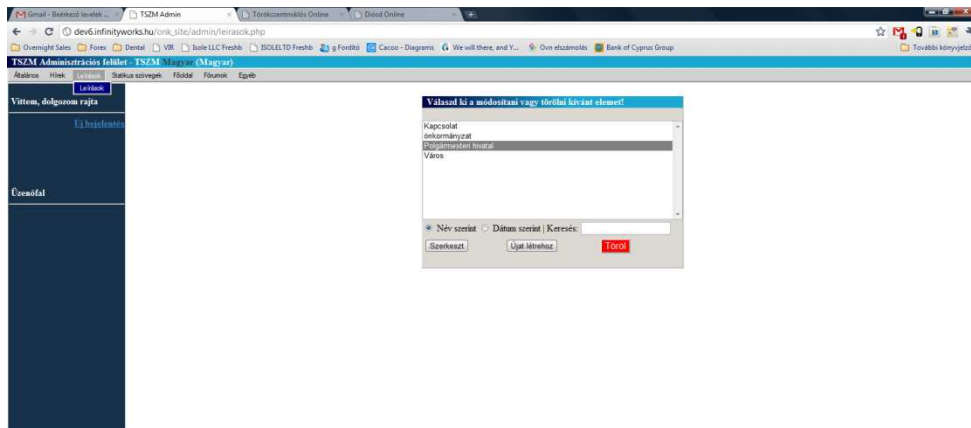 Gmail - Beérkező levelek ...
TSZM Admin
Törökszentmiklós Online
Diósd Online
dev6.infinityworks.hu/onk_site/admin/leirasok.php
Overnight Sales
Forex
Dental
VIR
Isole LLC Freshb
ISOLELTD Freshb
g Fordító
Cacoo - Diagrams
We will there, and Y...
Ovn elszámolás
Bank of Cyprus Group
További könyvjelző
TSZM Adminisztrációs felület - TSZM Magyar (Magyar)
Általános Hírek Leírások Statikus szövegek Főoldal Fórumok Egyéb
Leírások
Vittem, dolgozom rajta
Új bejelentés
Üzenőfal
Válaszd ki a módosítani vagy törölni kívánt elemet!
Kapcsolat
önkormányzat
Polgármesteri hivatal
Város
Név szerint Dátum szerint | Keresés:
Szerkeszt Újat létrehoz Töröl